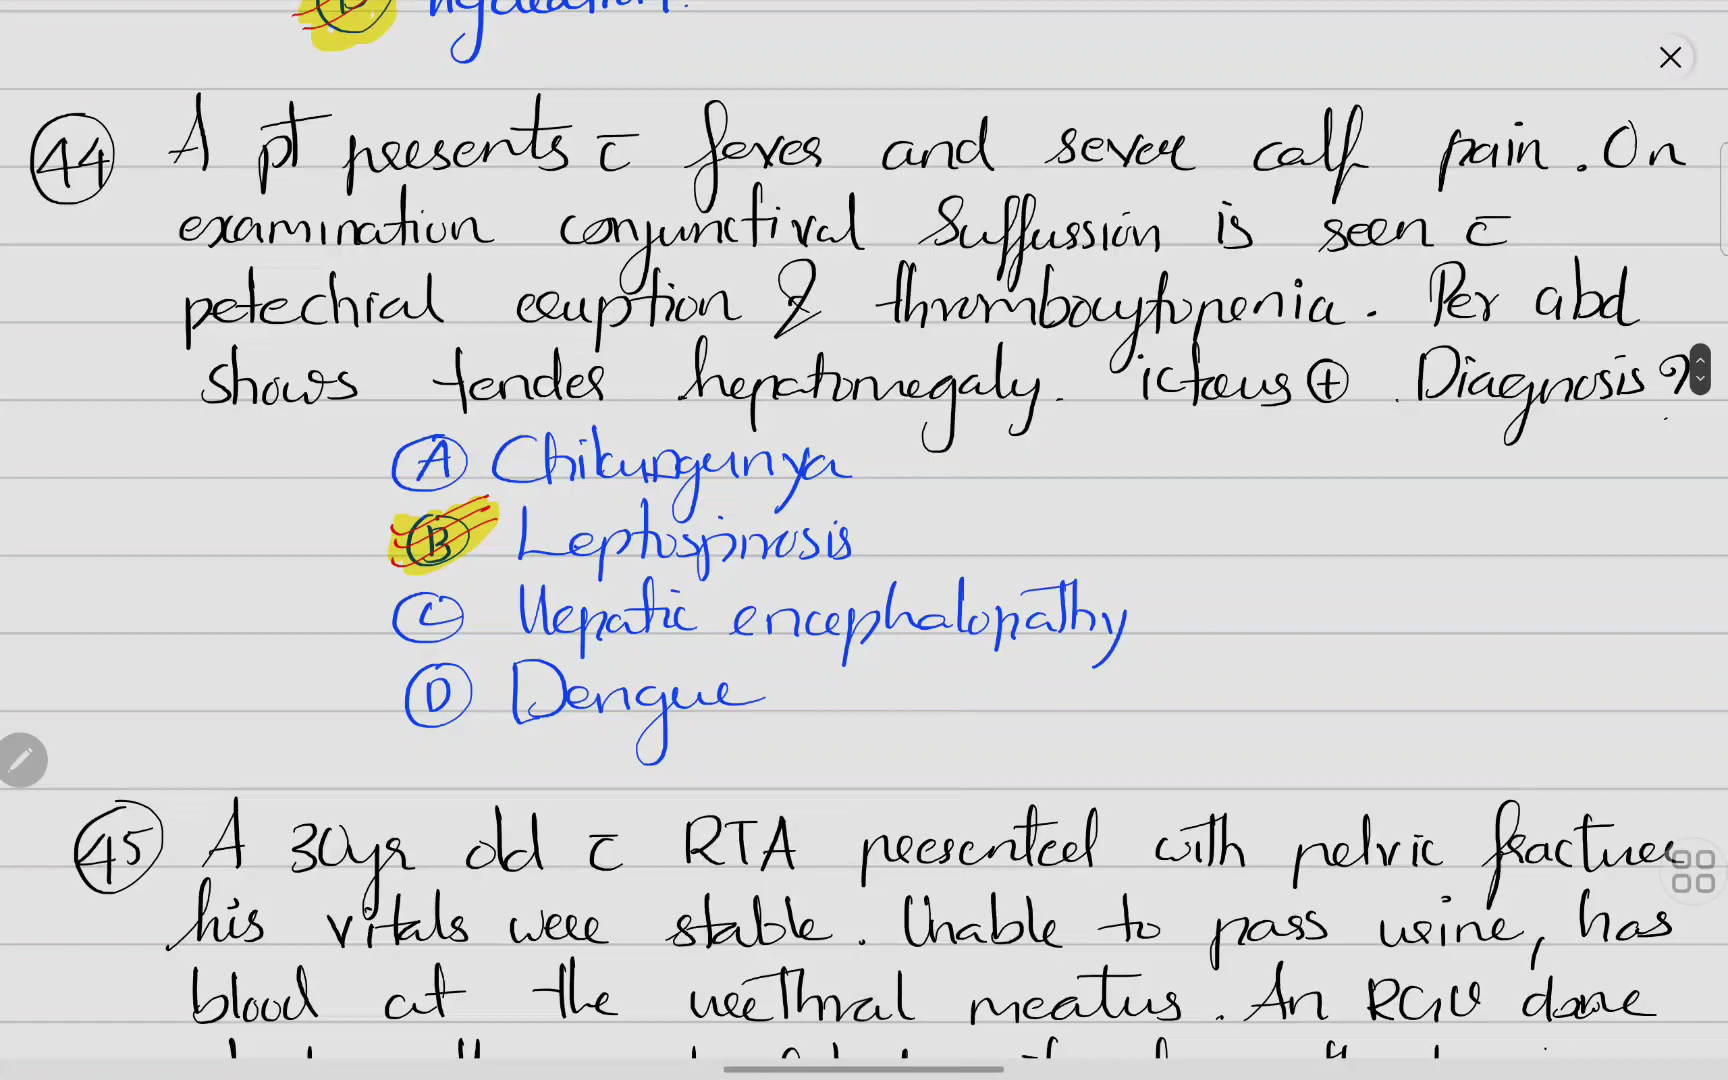 hydration.
44 A pt presents c̄ fever and severe calf pain. On
examination conjunctival Suffussion is seen c̄
petechial eruption & thrombocytopenia. Per abd
shows tender hepatomegaly. icterus ⊕. Diagnosis?
A Chikungunya
B Leptospirosis
C Hepatic encephalopathy
D Dengue
45 A 30yr old c̄ RTA presented with pelvic fracture
his vitals were stable. Unable to pass urine, has
blood at the urethral meatus. An RGU done